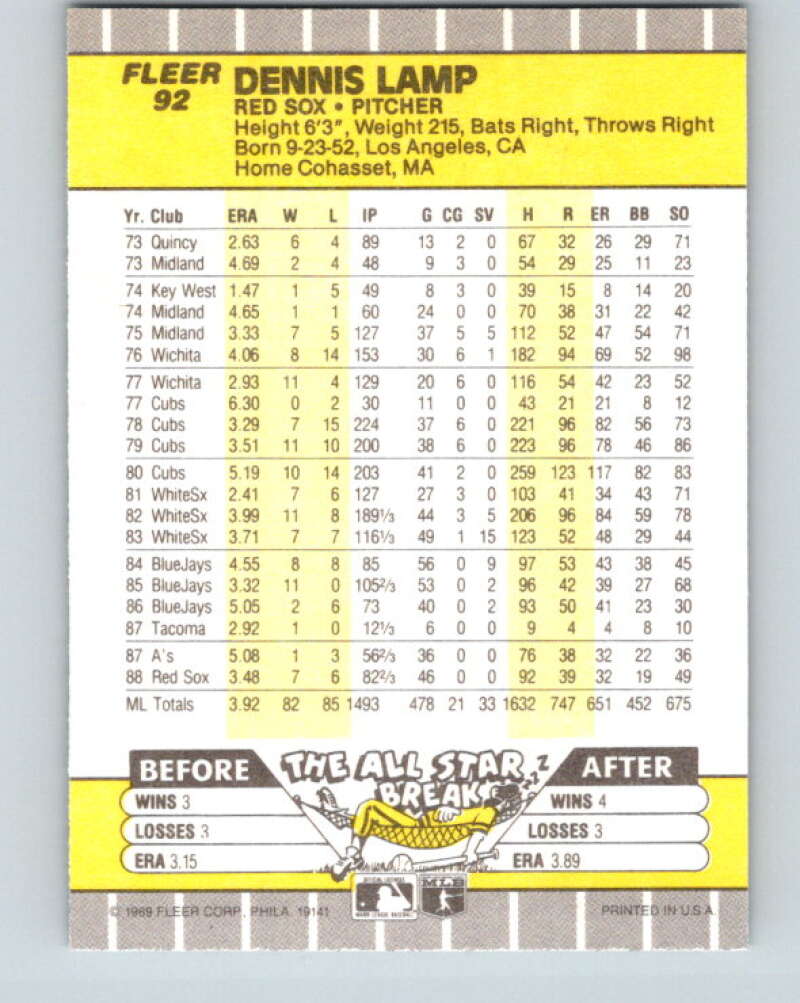 FLEER
92
DENNIS LAMP
RED SOX • PITCHER
Height 6'3", Weight 215, Bats Right, Throws Right
Born 9-23-52, Los Angeles, CA
Home Cohasset, MA
Yr. Club ERA W L IP G CG SV H R ER BB SO
73 Quincy 2.63 6 4 89 13 2 0 67 32 26 29 71
73 Midland 4.69 2 4 48 9 3 0 54 29 25 11 23
74 Key West 1.47 1 5 49 8 3 0 39 15 8 14 20
74 Midland 4.65 1 1 60 24 0 0 70 38 31 22 42
75 Midland 3.33 7 5 127 37 5 5 112 52 47 54 71
76 Wichita 4.06 8 14 153 30 6 1 182 94 69 52 98
77 Wichita 2.93 11 4 129 20 6 0 116 54 42 23 52
77 Cubs 6.30 0 2 30 11 0 0 43 21 21 8 12
78 Cubs 3.29 7 15 224 37 6 0 221 96 82 56 73
79 Cubs 3.51 11 10 200 38 6 0 223 96 78 46 86
80 Cubs 5.19 10 14 203 41 2 0 259 123 117 82 83
81 WhiteSx 2.41 7 6 127 27 3 0 103 41 34 43 71
82 WhiteSx 3.99 11 8 189⅓ 44 3 5 206 96 84 59 78
83 WhiteSx 3.71 7 7 116⅓ 49 1 15 123 52 48 29 44
84 BlueJays 4.55 8 8 85 56 0 9 97 53 43 38 45
85 BlueJays 3.32 11 0 105⅔ 53 0 2 96 42 39 27 68
86 BlueJays 5.05 2 6 73 40 0 2 93 50 41 23 30
87 Tacoma 2.92 1 0 12⅓ 6 0 0 9 4 4 8 10
87 A's 5.08 1 3 56⅔ 36 0 0 76 38 32 22 36
88 Red Sox 3.48 7 6 82⅔ 46 0 0 92 39 32 19 49
ML Totals 3.92 82 85 1493 478 21 33 1632 747 651 452 675
BEFORE THE ALL STAR BREAK ZZZ AFTER
WINS 3 WINS 4
LOSSES 3 LOSSES 3
ERA 3.15 ERA 3.89
MLB
MAJOR LEAGUE BASEBALL
© 1989 FLEER CORP., PHILA. 19141 PRINTED IN U.S.A.